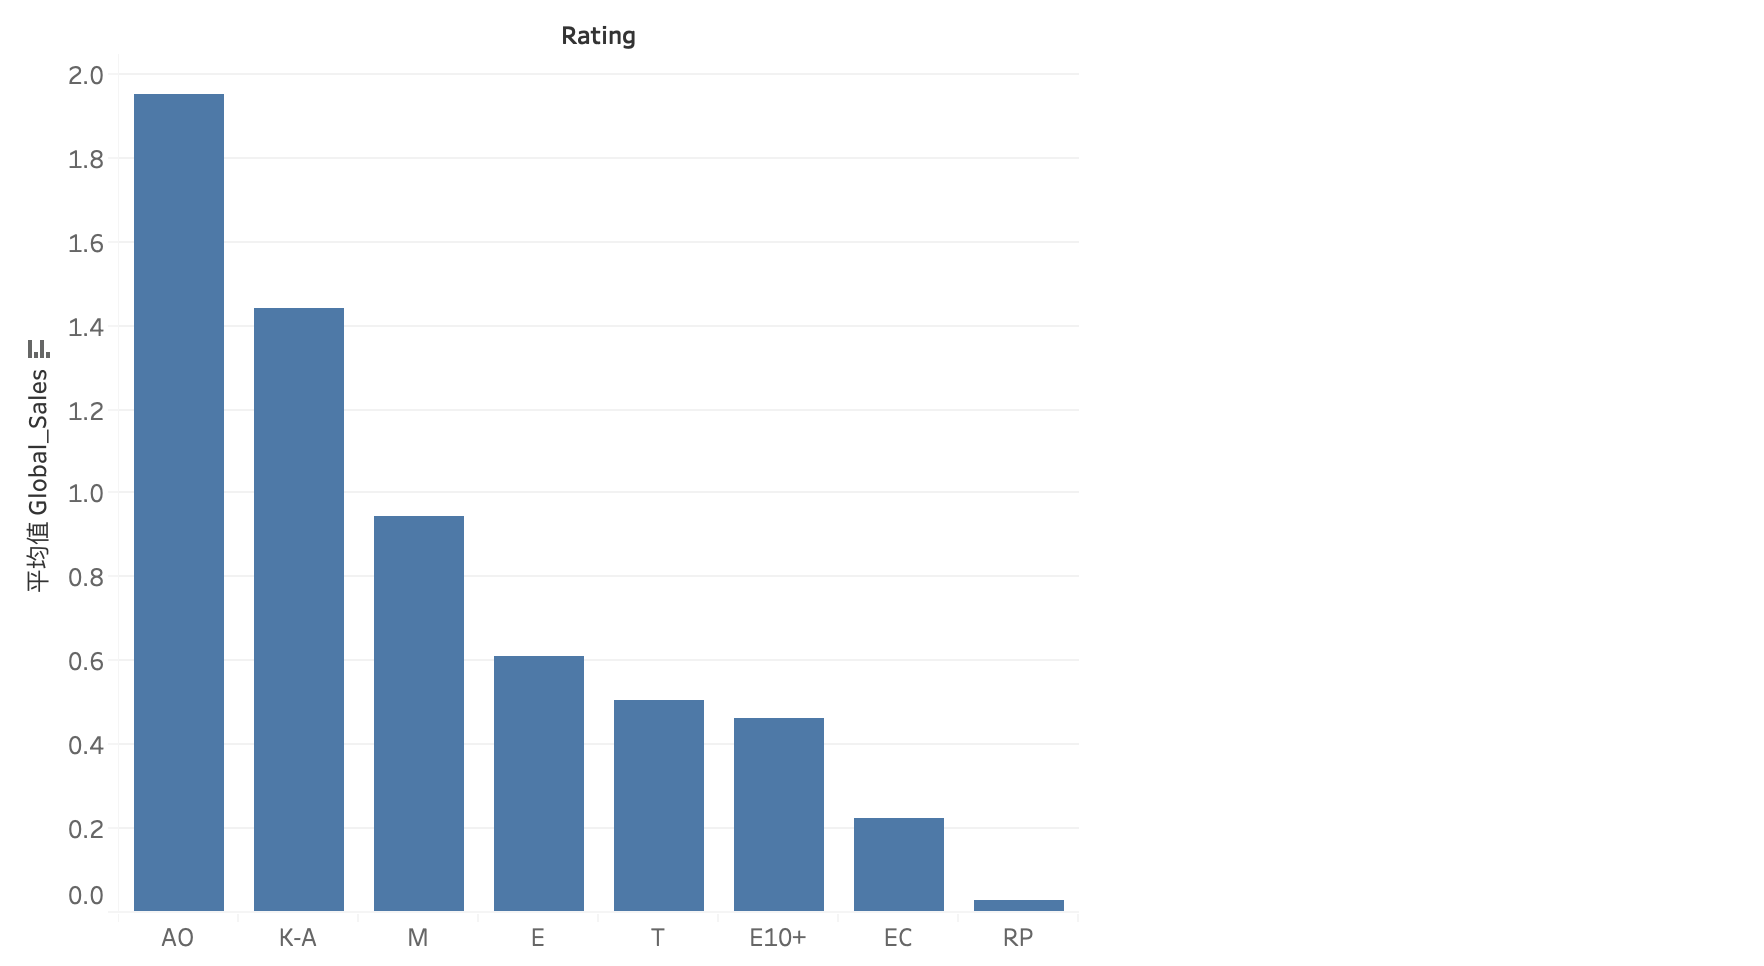 Rating
2.0
1.8
1.6
1.4
1.2
1.0
0.8
0.6
0.4
0.2
0.0
平均值 Global_Sales
AO
K-A
M
E
T
E10+
EC
RP